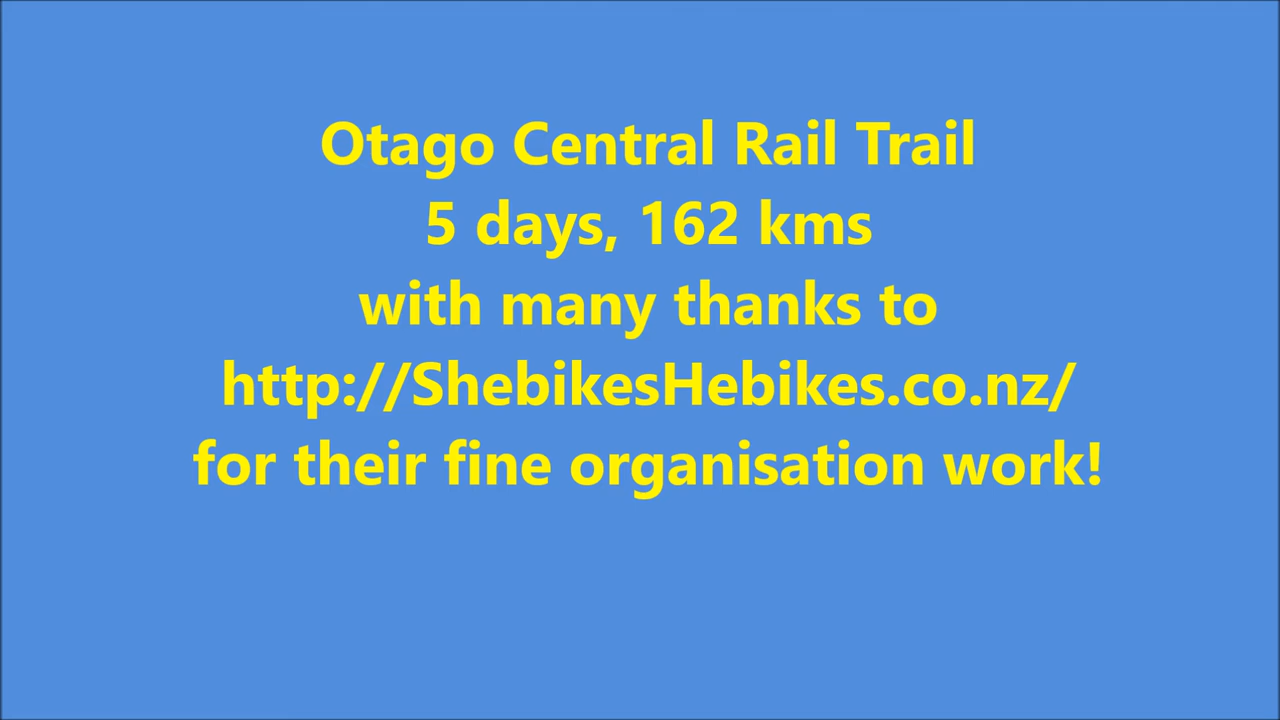 Otago Central Rail Trail
5 days, 162 kms
with many thanks to
http://ShebikesHebikes.co.nz/
for their fine organisation work!